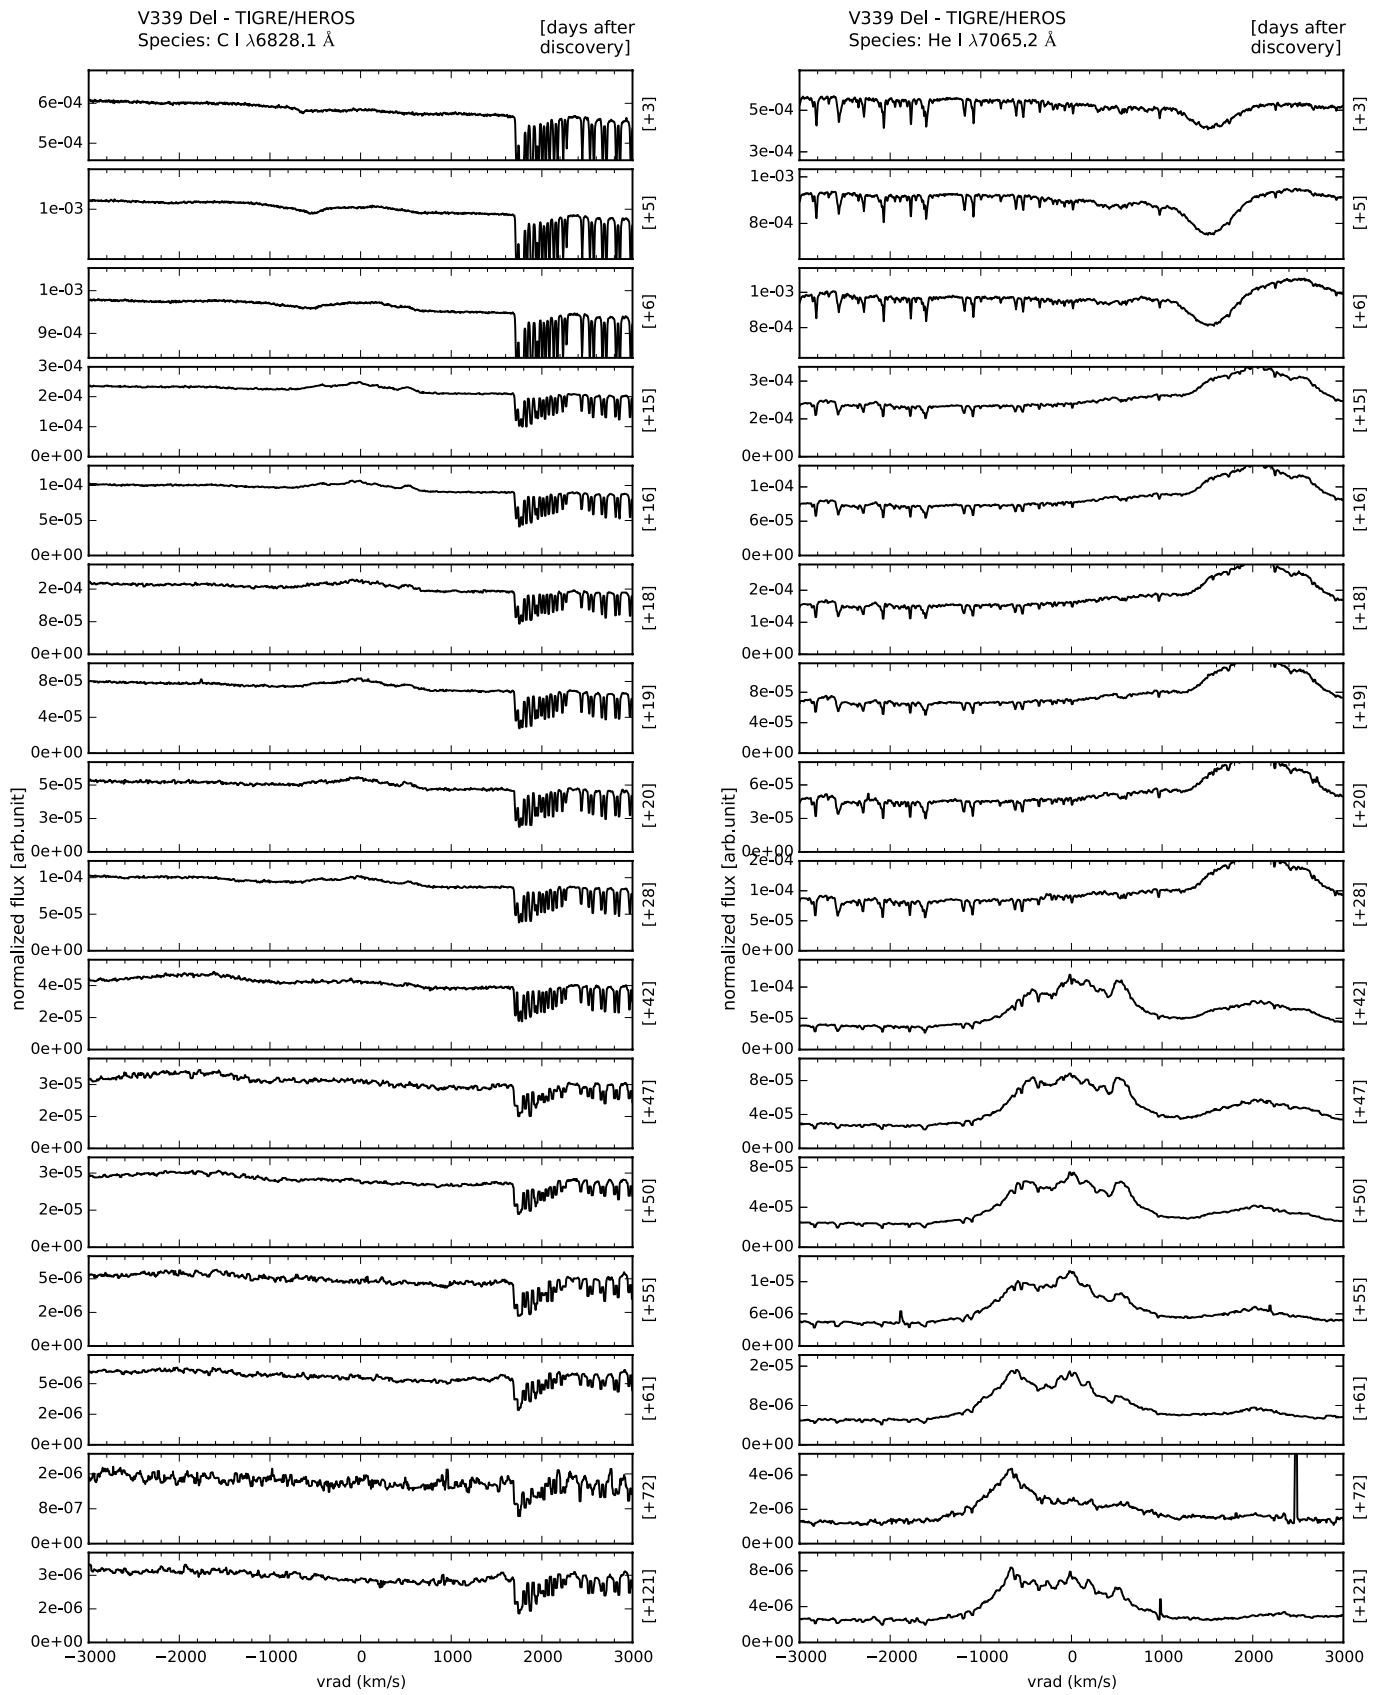 V339 Del - TIGRE/HEROS
Species: C I λ6828.1 Å
[days after
discovery]
6e-04
5e-04
[+3]
1e-03
[+5]
1e-03
9e-04
[+6]
3e-04
2e-04
1e-04
0e+00
[+15]
1e-04
5e-05
0e+00
[+16]
2e-04
8e-05
0e+00
[+18]
8e-05
4e-05
0e+00
[+19]
5e-05
3e-05
0e+00
[+20]
1e-04
5e-05
0e+00
[+28]
4e-05
2e-05
0e+00
[+42]
3e-05
2e-05
0e+00
[+47]
3e-05
2e-05
0e+00
[+50]
5e-06
2e-06
0e+00
[+55]
5e-06
2e-06
0e+00
[+61]
2e-06
8e-07
0e+00
[+72]
3e-06
2e-06
0e+00
[+121]
normalized flux [arb.unit]
−3000 −2000 −1000 0 1000 2000 3000
vrad (km/s)
V339 Del - TIGRE/HEROS
Species: He I λ7065.2 Å
[days after
discovery]
5e-04
3e-04
[+3]
1e-03
8e-04
[+5]
1e-03
8e-04
[+6]
3e-04
2e-04
0e+00
[+15]
1e-04
6e-05
0e+00
[+16]
2e-04
1e-04
0e+00
[+18]
8e-05
4e-05
0e+00
[+19]
6e-05
3e-05
0e+00
[+20]
2e-04
1e-04
5e-05
0e+00
[+28]
1e-04
5e-05
0e+00
[+42]
8e-05
4e-05
0e+00
[+47]
8e-05
4e-05
0e+00
[+50]
1e-05
6e-06
0e+00
[+55]
2e-05
8e-06
0e+00
[+61]
4e-06
2e-06
0e+00
[+72]
8e-06
4e-06
0e+00
[+121]
normalized flux [arb.unit]
−3000 −2000 −1000 0 1000 2000 3000
vrad (km/s)